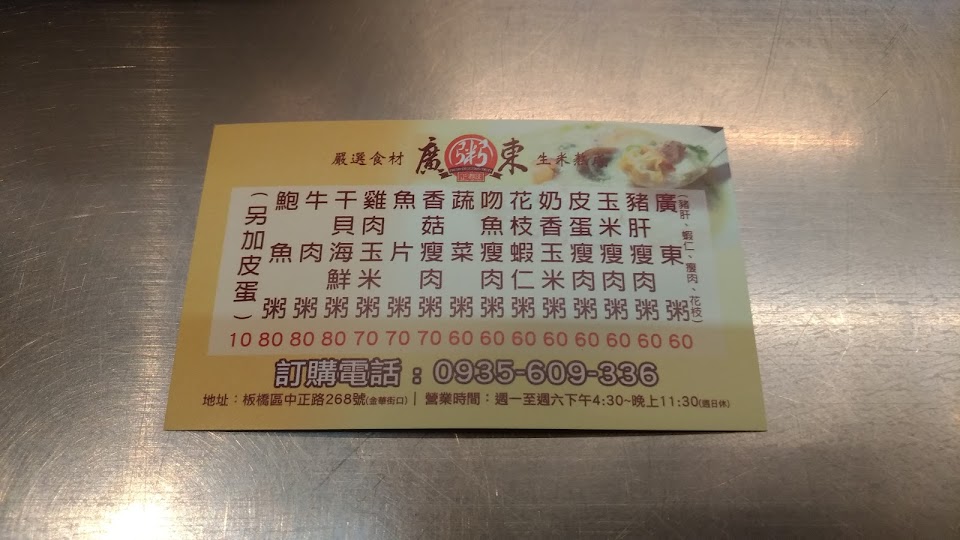 嚴選食材 廣粥東 生米
廣東粥(豬肝、蝦仁、瘦肉、花枝) 60
豬肝瘦肉粥 60
玉米瘦肉粥 60
皮蛋瘦肉粥 60
奶香玉米粥 60
花枝蝦仁粥 60
吻魚瘦肉粥 60
蔬菜粥 60
香菇瘦肉粥 70
魚片粥 70
雞肉玉米粥 70
干貝海鮮粥 80
牛肉粥 80
鮑魚粥 80
(另加皮蛋) 10
訂購電話：0935-609-336
地址：板橋區中正路268號(金華街口)｜營業時間：週一至週六下午4:30~晚上11:30(週日休)